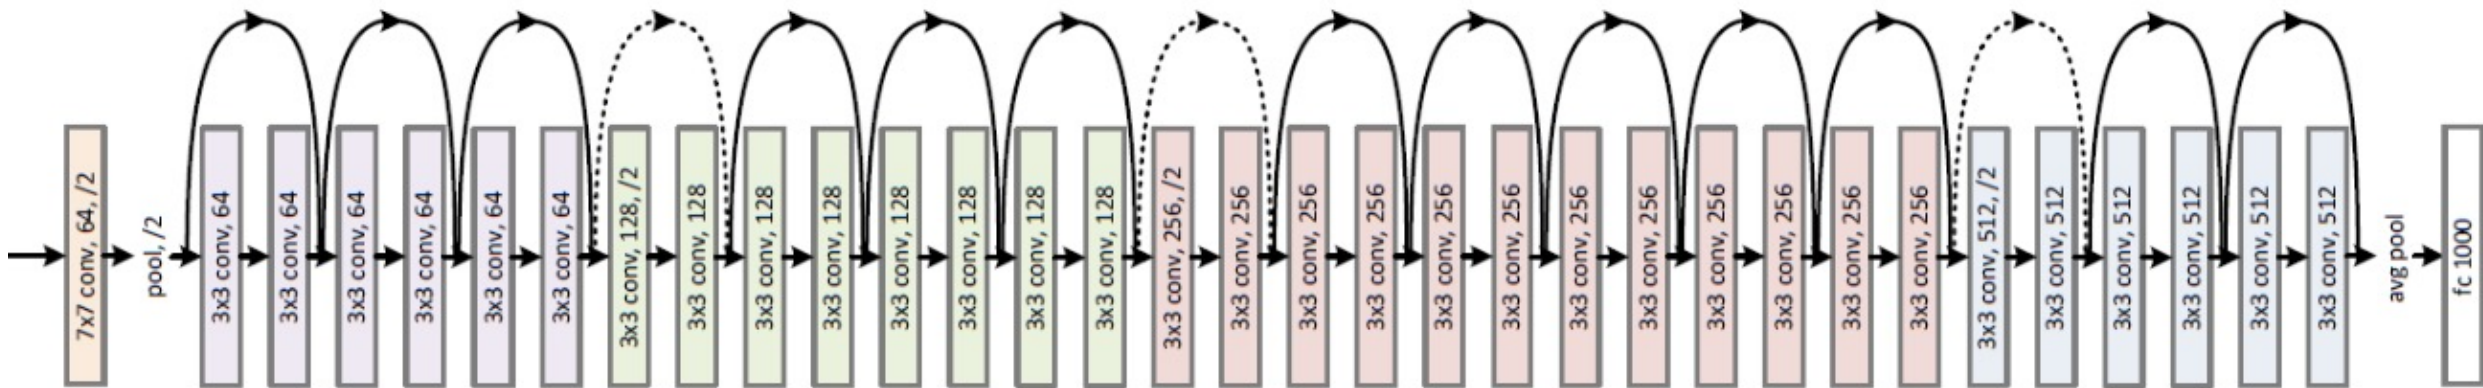 7x7 conv, 64, /2
pool, /2
3x3 conv, 64
3x3 conv, 64
3x3 conv, 64
3x3 conv, 64
3x3 conv, 64
3x3 conv, 64
3x3 conv, 128, /2
3x3 conv, 128
3x3 conv, 128
3x3 conv, 128
3x3 conv, 128
3x3 conv, 128
3x3 conv, 128
3x3 conv, 128
3x3 conv, 256, /2
3x3 conv, 256
3x3 conv, 256
3x3 conv, 256
3x3 conv, 256
3x3 conv, 256
3x3 conv, 256
3x3 conv, 256
3x3 conv, 256
3x3 conv, 256
3x3 conv, 256
3x3 conv, 256
3x3 conv, 512, /2
3x3 conv, 512
3x3 conv, 512
3x3 conv, 512
3x3 conv, 512
3x3 conv, 512
avg pool
fc 1000